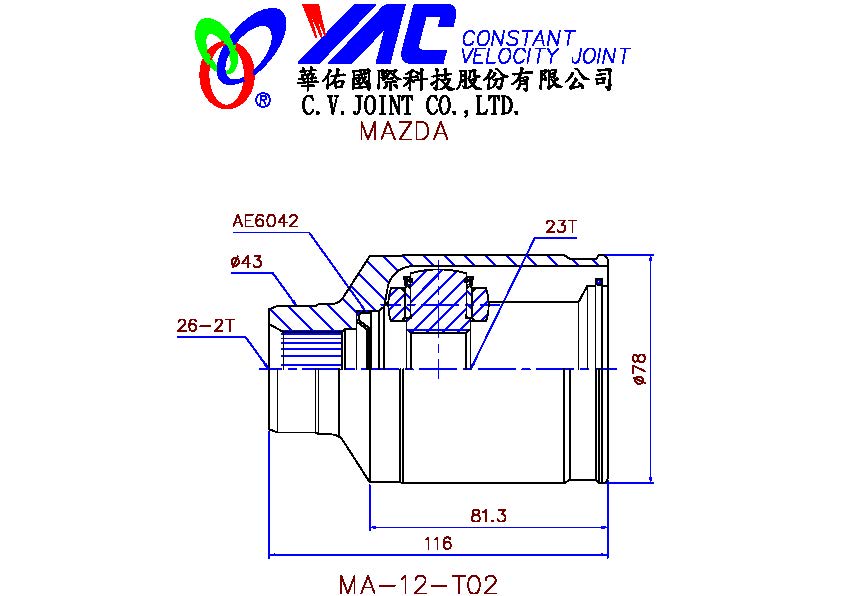 YAC CONSTANT
VELOCITY JOINT
®
華佑國際科技股份有限公司
C.V.JOINT CO.,LTD.
MAZDA
AE6042
23T
ø43
26-2T
ø78
81.3
116
MA-12-T02